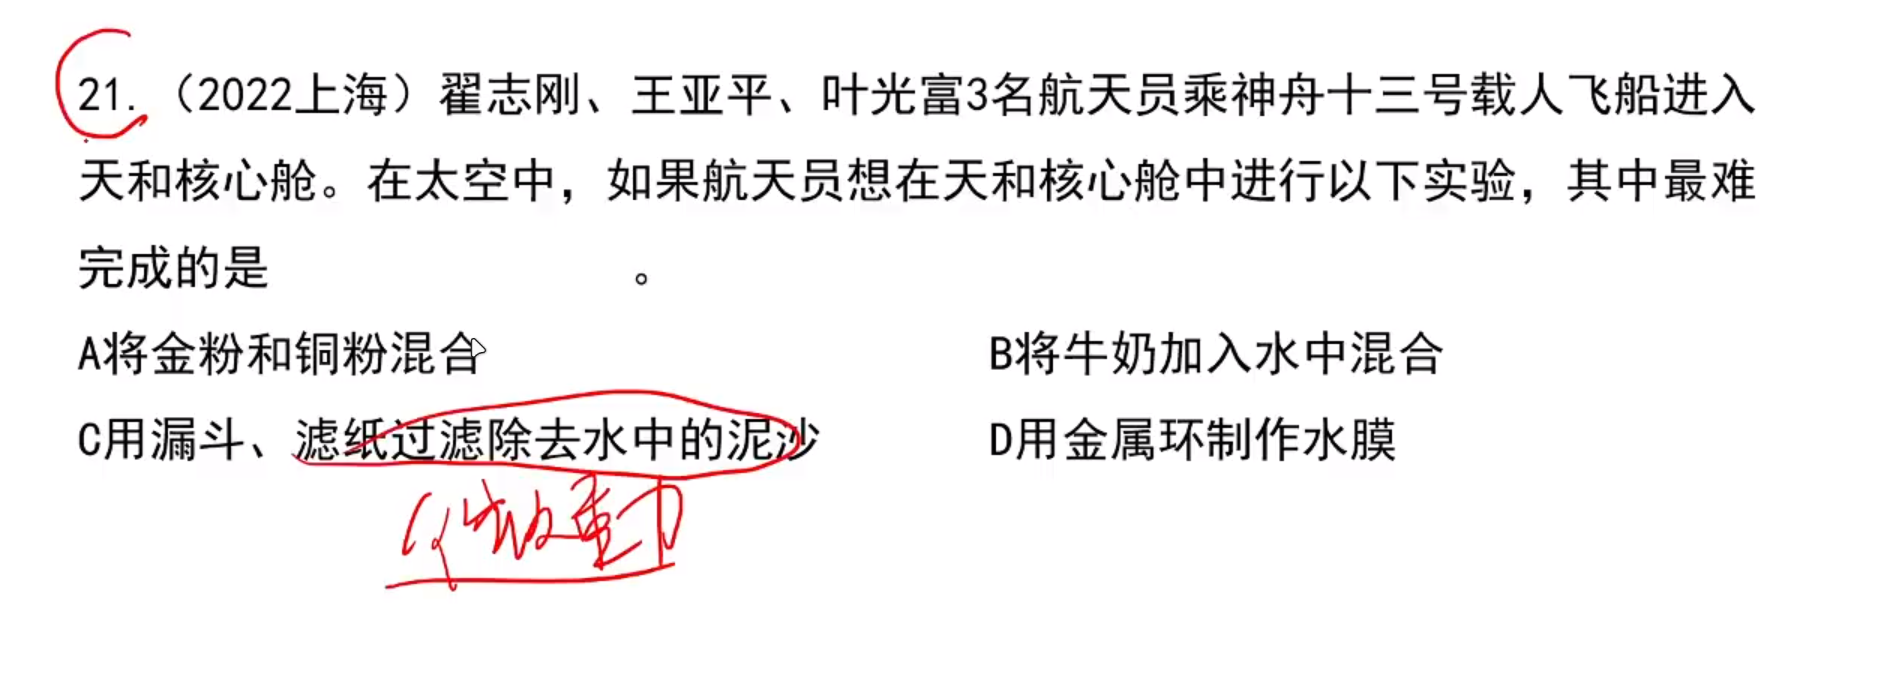 21.（2022上海）翟志刚、王亚平、叶光富3名航天员乘神舟十三号载人飞船进入
天和核心舱。在太空中，如果航天员想在天和核心舱中进行以下实验，其中最难
完成的是 。
A将金粉和铜粉混合 B将牛奶加入水中混合
C用漏斗、滤纸过滤除去水中的泥沙 D用金属环制作水膜